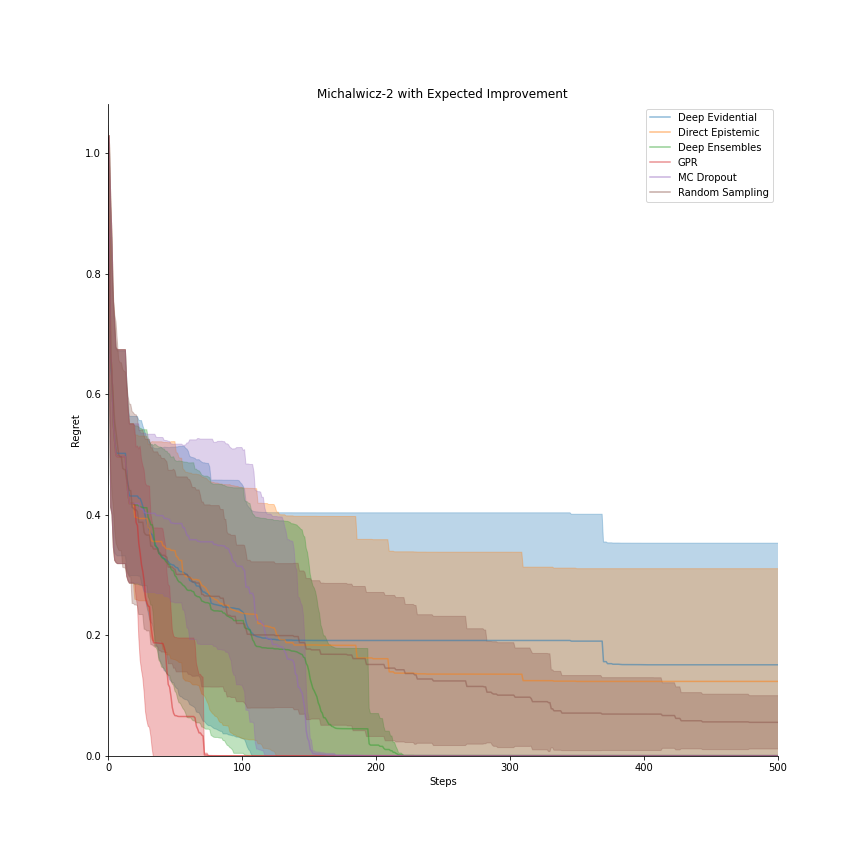 Michalwicz-2 with Expected Improvement
Deep Evidential
Direct Epistemic
Deep Ensembles
GPR
MC Dropout
Random Sampling
1.0
0.8
0.6
0.4
0.2
0.0
Regret
0
100
200
300
400
500
Steps